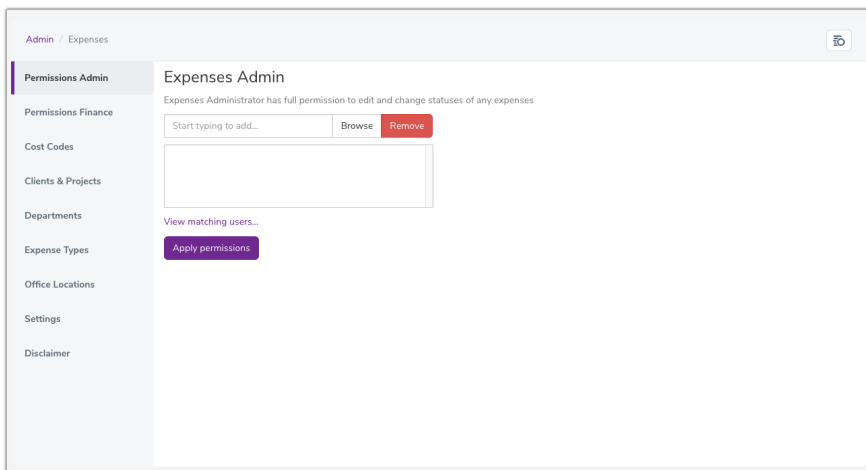 Admin / Expenses
Permissions Admin
Permissions Finance
Cost Codes
Clients & Projects
Departments
Expense Types
Office Locations
Settings
Disclaimer
Expenses Admin
Expenses Administrator has full permission to edit and change statuses of any expenses
Start typing to add... Browse Remove
View matching users...
Apply permissions